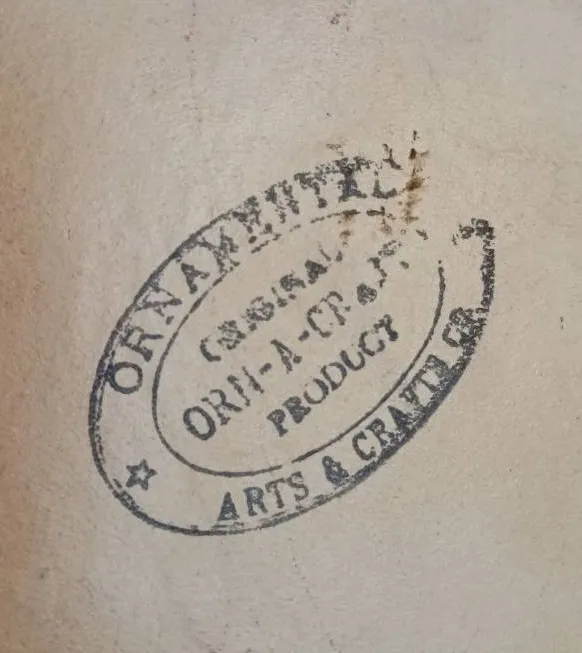 ORNAMENTAL
ORIGINAL
ORN-A-CRAFT
PRODUCT
ARTS & CRAFTS CO